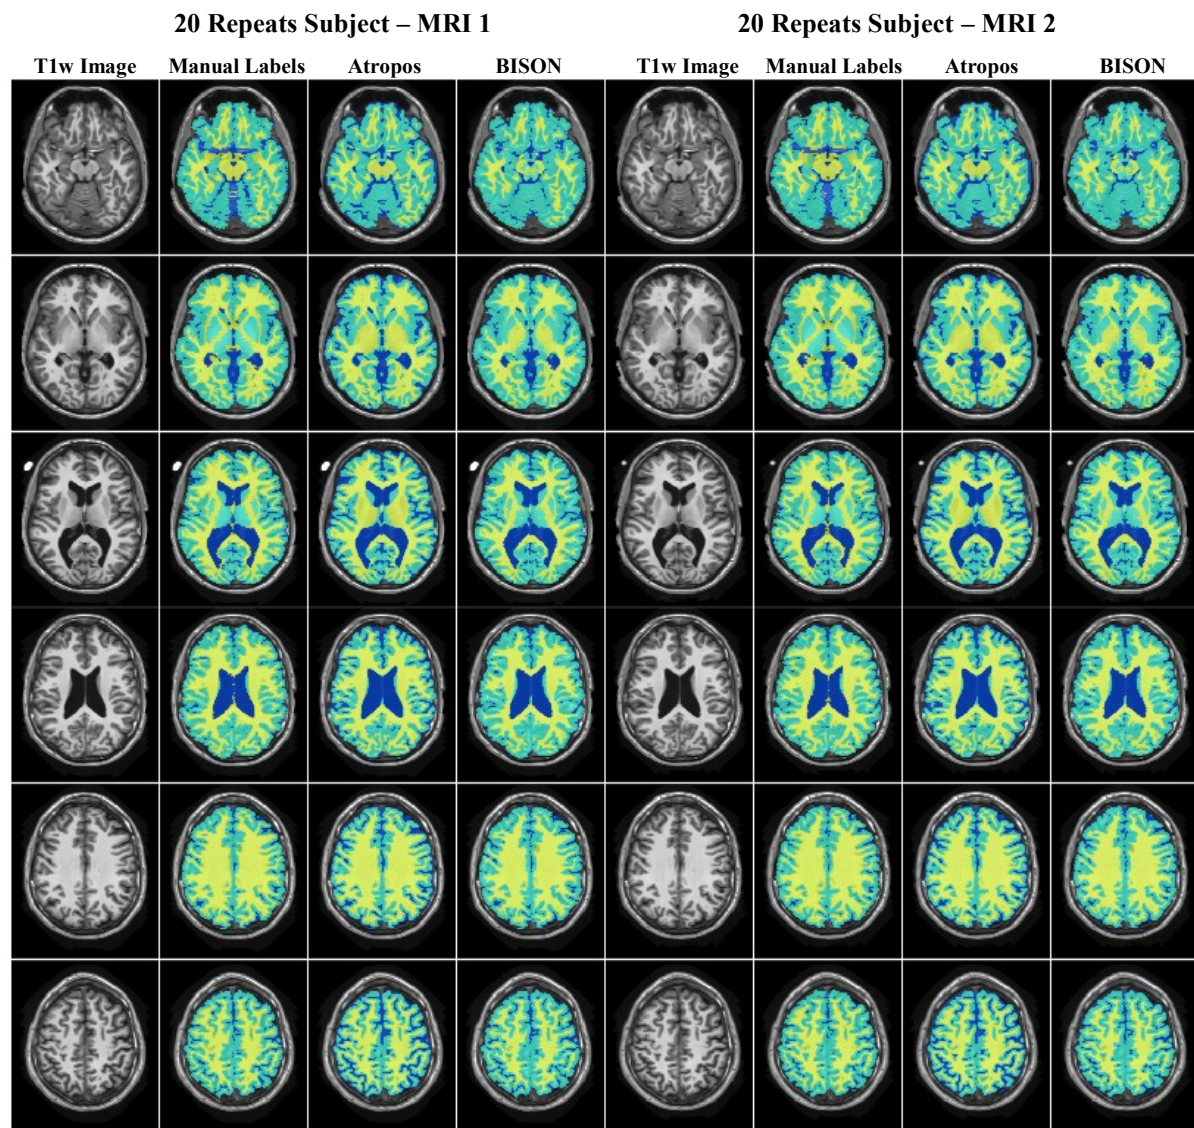 20 Repeats Subject – MRI 1 20 Repeats Subject – MRI 2
T1w Image Manual Labels Atropos BISON T1w Image Manual Labels Atropos BISON